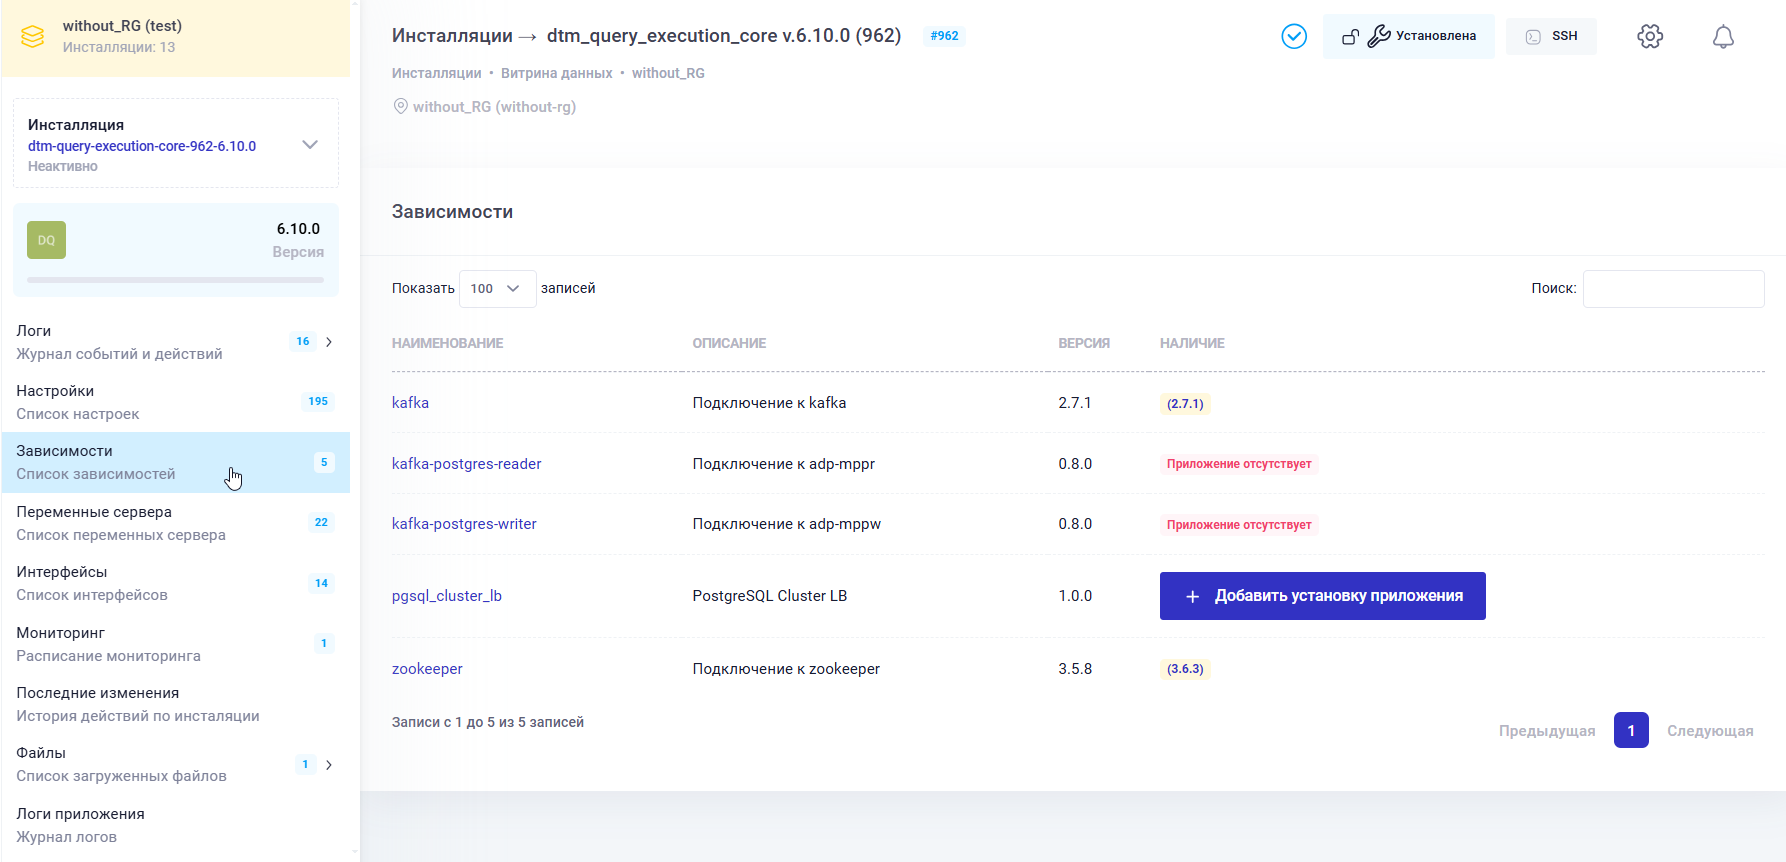 without_RG (test)
Инсталляции: 13
Инсталляция
dtm-query-execution-core-962-6.10.0
Неактивно
DQ
6.10.0
Версия
Логи
Журнал событий и действий
16
Настройки
Список настроек
195
Зависимости
Список зависимостей
5
Переменные сервера
Список переменных сервера
22
Интерфейсы
Список интерфейсов
14
Мониторинг
Расписание мониторинга
1
Последние изменения
История действий по инсталяции
Файлы
Список загруженных файлов
1
Логи приложения
Журнал логов
Инсталляции → dtm_query_execution_core v.6.10.0 (962) #962
Инсталляции • Витрина данных • without_RG
without_RG (without-rg)
Установлена
SSH
Зависимости
Показать 100 записей
Поиск:
НАИМЕНОВАНИЕ ОПИСАНИЕ ВЕРСИЯ НАЛИЧИЕ
kafka Подключение к kafka 2.7.1 (2.7.1)
kafka-postgres-reader Подключение к adp-mppr 0.8.0 Приложение отсутствует
kafka-postgres-writer Подключение к adp-mppw 0.8.0 Приложение отсутствует
pgsql_cluster_lb PostgreSQL Cluster LB 1.0.0 + Добавить установку приложения
zookeeper Подключение к zookeeper 3.5.8 (3.6.3)
Записи с 1 до 5 из 5 записей
Предыдущая 1 Следующая